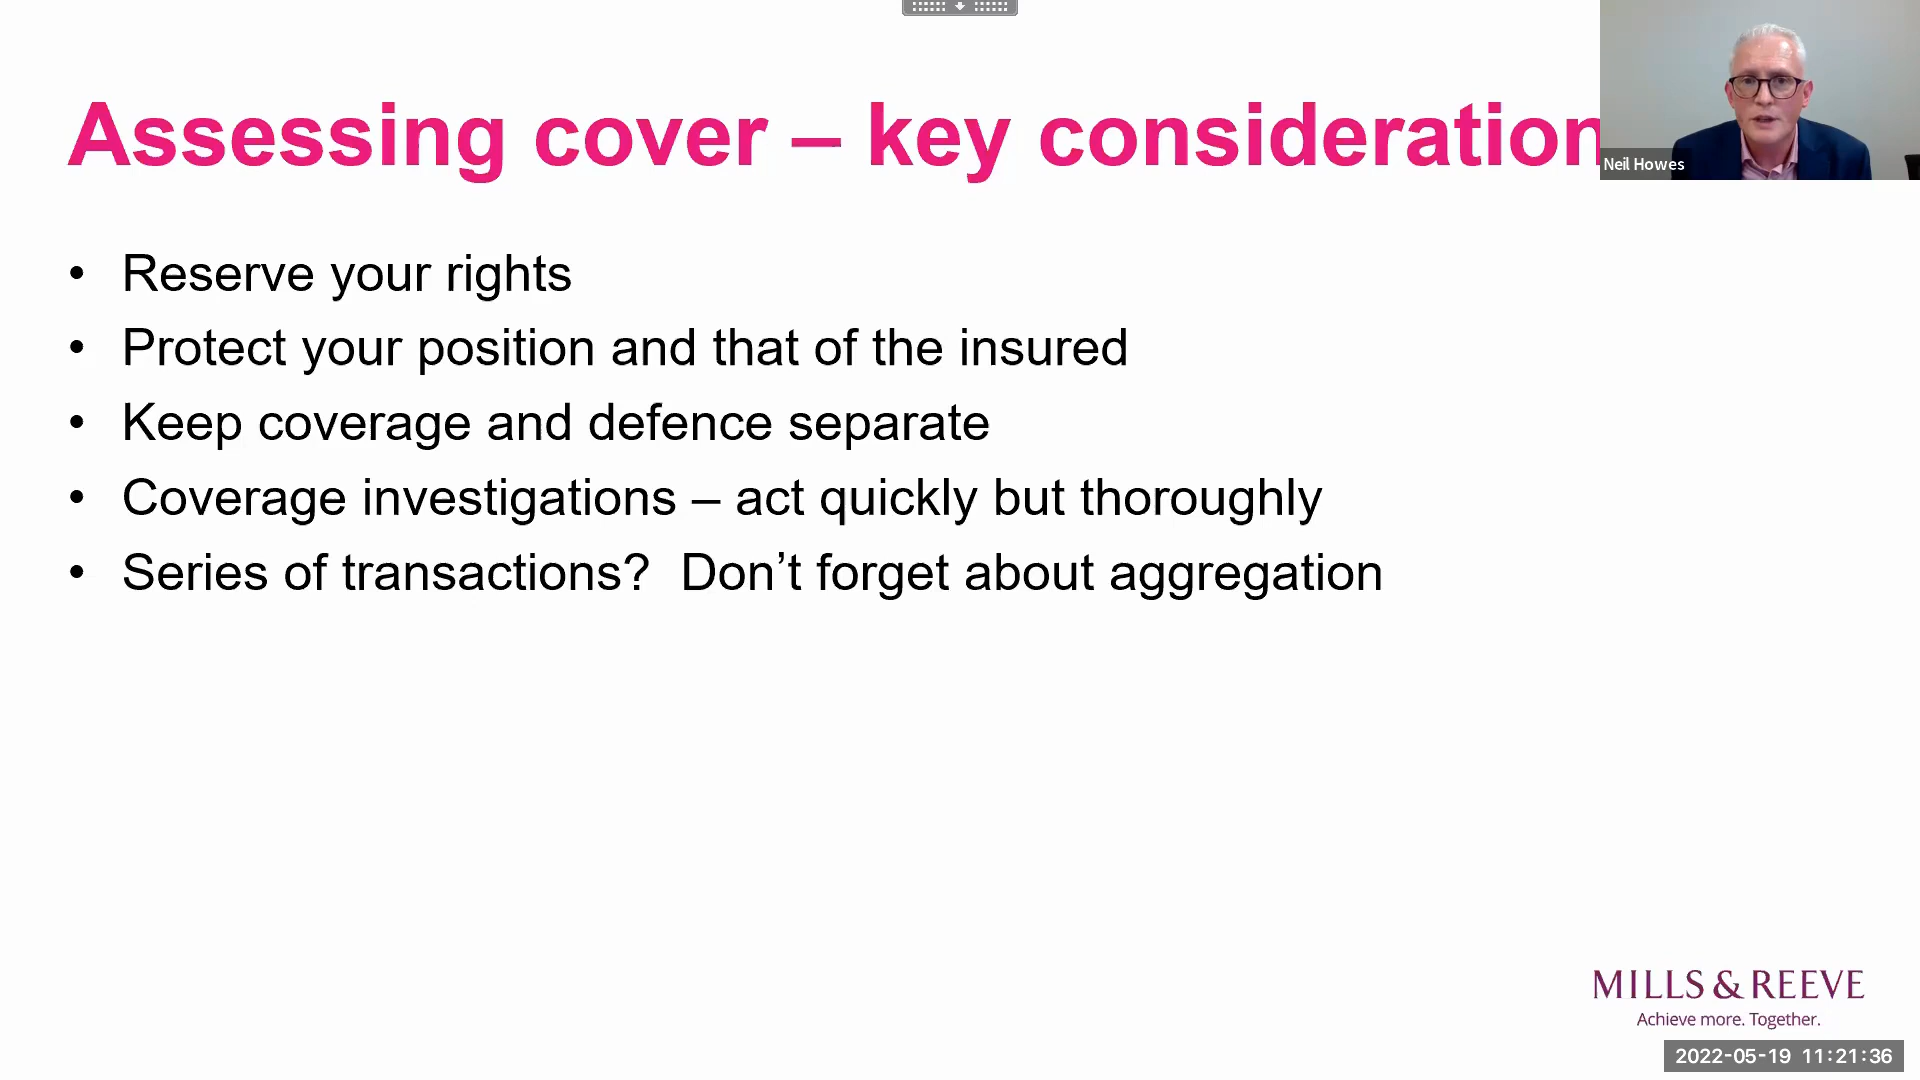 Assessing cover – key consideration
Neil Howes
• Reserve your rights
• Protect your position and that of the insured
• Keep coverage and defence separate
• Coverage investigations – act quickly but thoroughly
• Series of transactions?  Don’t forget about aggregation
MILLS & REEVE
Achieve more. Together.
2022-05-19 11:21:36